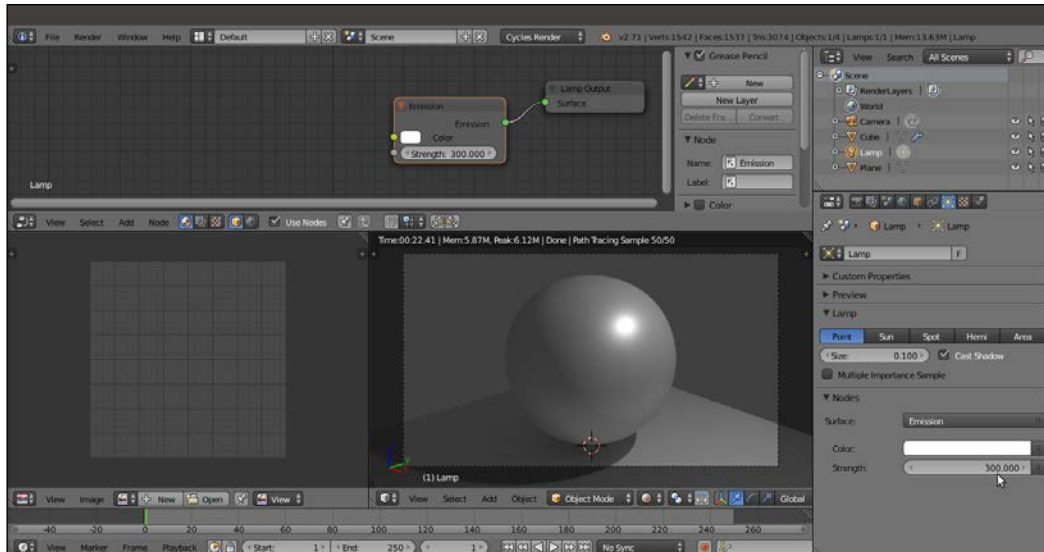 File Render Window Help Default Scene Cycles Render v2.71 | Verts:1542 | Faces:1537 | Tris:3074 | Objects:1/4 | Lamps:1/1 | Mem:13.63M | Lamp
View Search All Scenes
Grease Pencil
New
New Layer
Delete Fra... Convert
Node
Name: Emission
Label:
Color
Emission
Emission
Color
Strength: 300.000
Lamp Output
Surface
Lamp
View Select Add Node Use Nodes
Scene
RenderLayers |
World
Camera |
Cube |
Lamp |
Plane |
Time:00:22.41 | Mem:5.87M, Peak:6.12M | Done | Path Tracing Sample 50/50
(1) Lamp
Lamp Lamp
Lamp F
Custom Properties
Preview
Lamp
Point Sun Spot Hemi Area
Size: 0.100 Cast Shadow
Multiple Importance Sample
Nodes
Surface: Emission
Color:
Strength: 300.000
View Image New Open View
View Select Add Object Object Mode Global
-40 -20 0 20 40 60 80 100 120 140 160 180 200 220 240 260
View Marker Frame Playback Start: 1 End: 250 1 No Sync